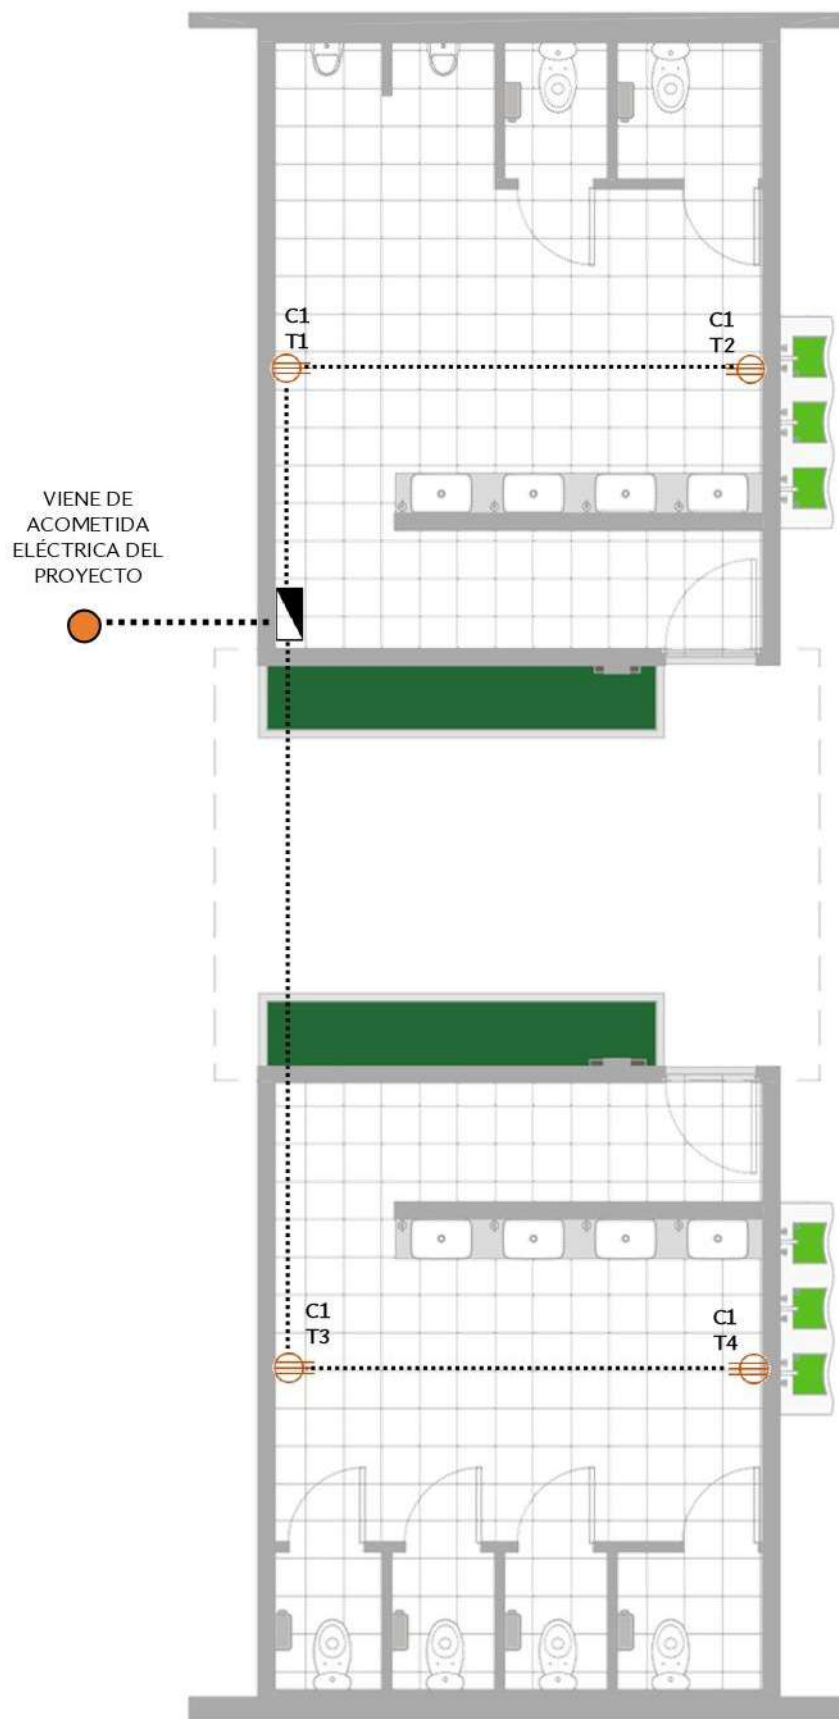 C1
T1
C1
T2
VIENE DE
ACOMETIDA
ELÉCTRICA DEL
PROYECTO
C1
T3
C1
T4